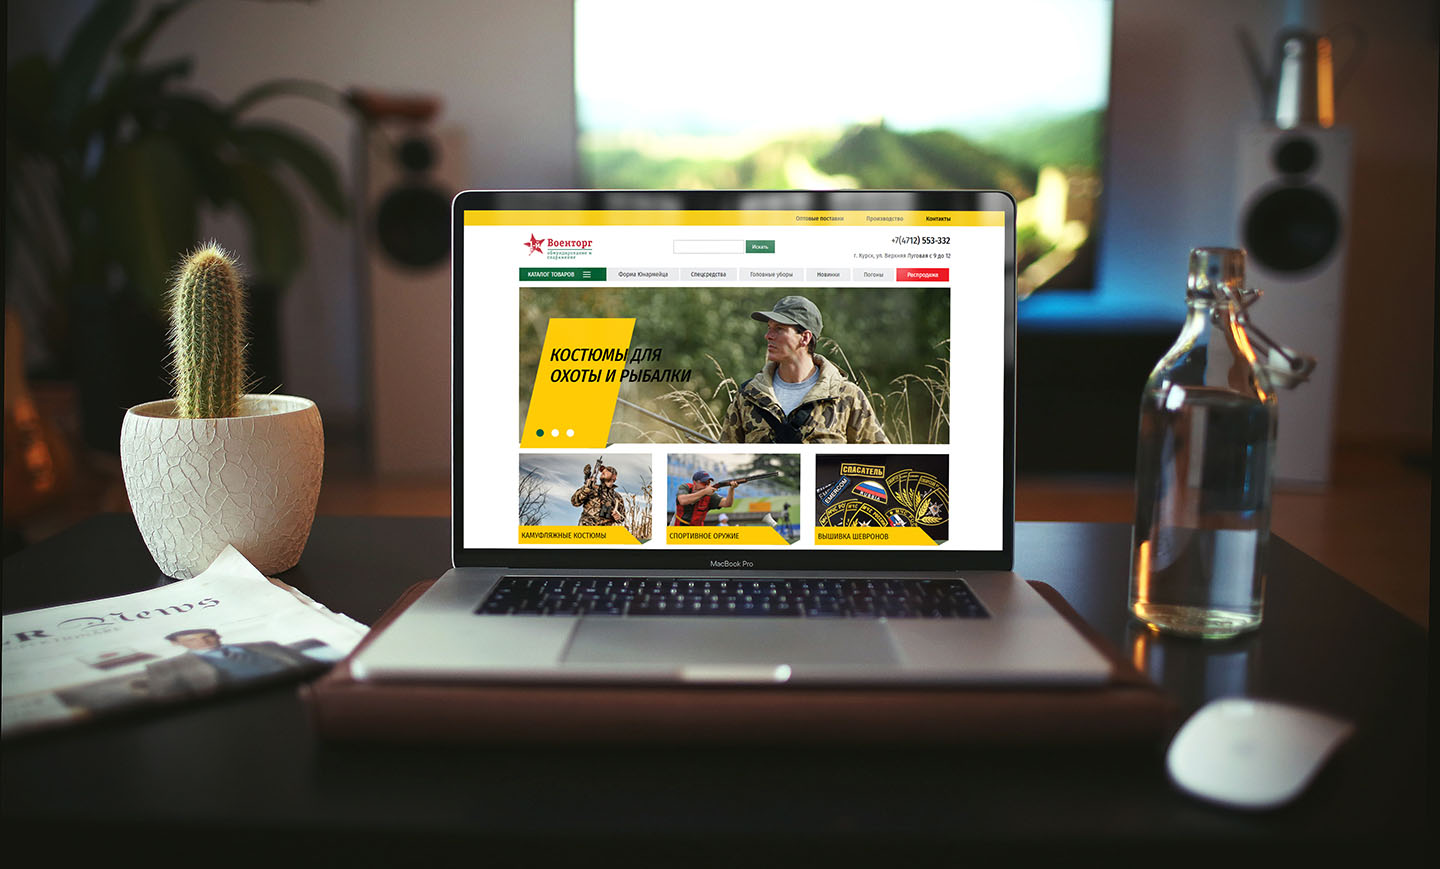 Оптовые поставки Производство Контакты
Военторг
обмундирование и
снаряжение
Искать
+7(4712) 553-332
г. Курск, ул. Верхняя Луговая с 9 до 12
КАТАЛОГ ТОВАРОВ Форма Юнармейца Спецсредства Головные уборы Новинки Погоны Распродажа
КОСТЮМЫ ДЛЯ
ОХОТЫ И РЫБАЛКИ
СПАСАТЕЛЬ
EMERCOM
RUSSIA
КАМУФЛЯЖНЫЕ КОСТЮМЫ СПОРТИВНОЕ ОРУЖИЕ ВЫШИВКА ШЕВРОНОВ
MacBook Pro
R News